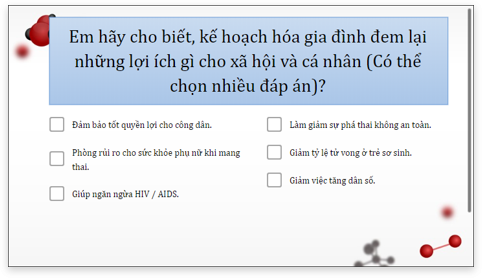 Em hãy cho biết, kế hoạch hóa gia đình đem lại
những lợi ích gì cho xã hội và cá nhân (Có thể
chọn nhiều đáp án)?
Đảm bảo tốt quyền lợi cho công dân.
Phòng rủi ro cho sức khỏe phụ nữ khi mang
thai.
Giúp ngăn ngừa HIV / AIDS.
Làm giảm sự phá thai không an toàn.
Giảm tỷ lệ tử vong ở trẻ sơ sinh.
Giảm việc tăng dân số.